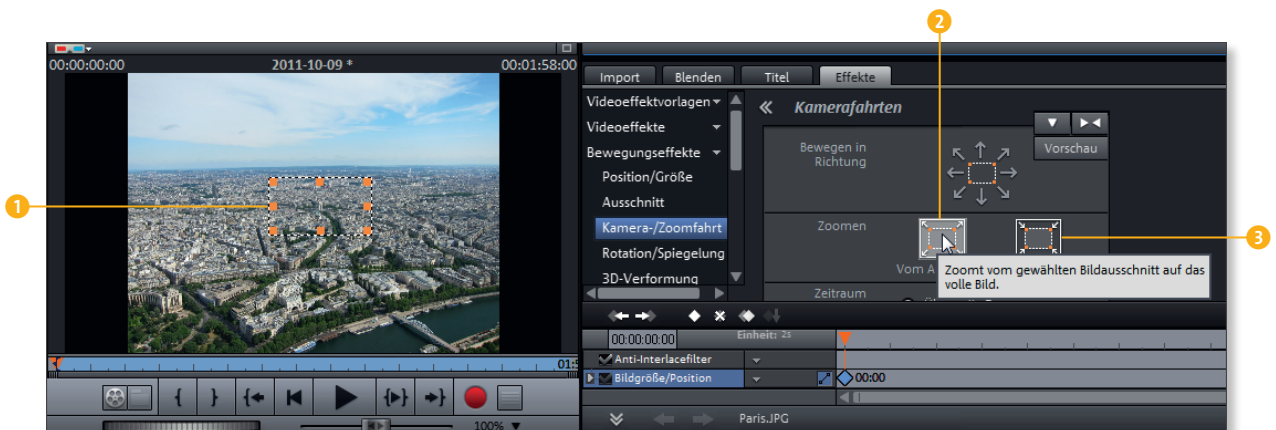 2
00:00:00:00 2011-10-09 * 00:01:58:00
Import Blenden Titel Effekte
Videoeffektvorlagen
Videoeffekte
Bewegungseffekte
Position/Größe
Ausschnitt
Kamera-/Zoomfahrt
Rotation/Spiegelung
3D-Verformung
Kamerafahrten
Vorschau
Bewegen in
Richtung
1
Zoomen
3
Vom A
Zoomt vom gewählten Bildausschnitt auf das
volle Bild.
Zeitraum
00:00:00:00 Einheit: 2s
Anti-Interlacefilter
Bildgröße/Position 00:00
Paris.JPG
100%